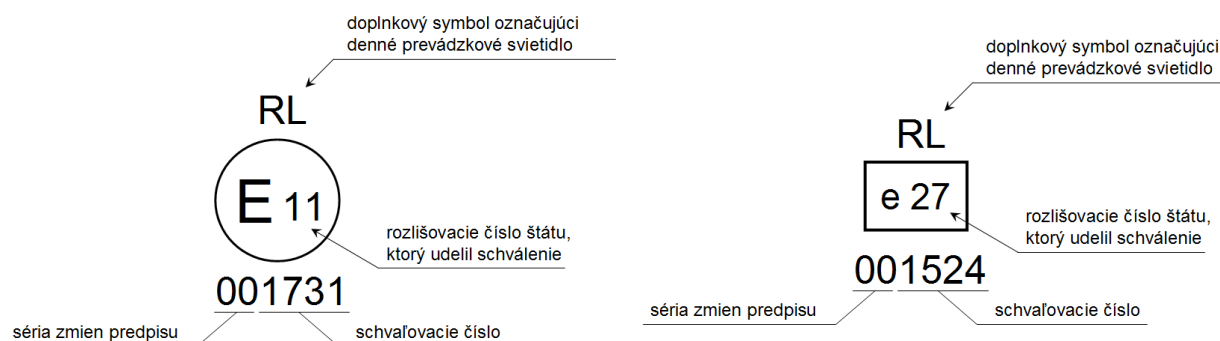 doplnkový symbol označujúci
denné prevádzkové svietidlo
RL
E 11
rozlišovacie číslo štátu,
ktorý udelil schválenie
001731
séria zmien predpisu
schvaľovacie číslo
doplnkový symbol označujúci
denné prevádzkové svietidlo
RL
e 27
rozlišovacie číslo štátu,
ktorý udelil schválenie
001524
séria zmien predpisu
schvaľovacie číslo